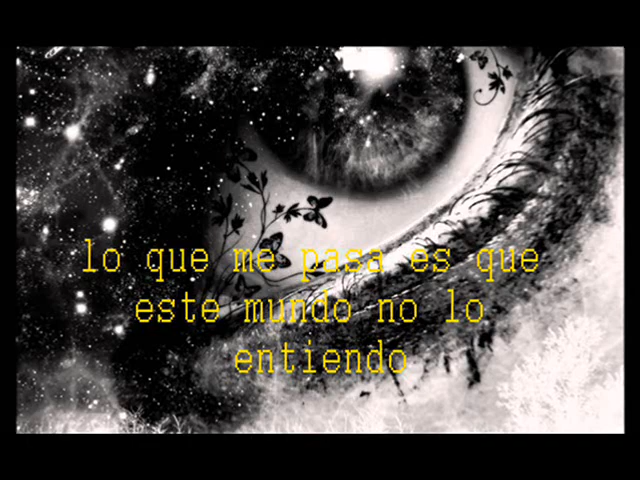 lo que me pasa es que
este mundo no lo
entiendo